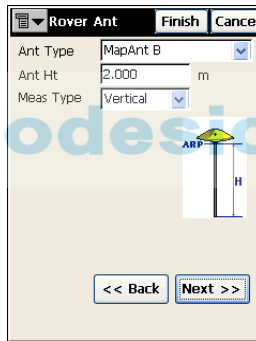 Rover Ant Finish Cance
Ant Type MapAnt B
Ant Ht 2.000 m
Meas Type Vertical
odesic
ARP
H
<< Back Next >>